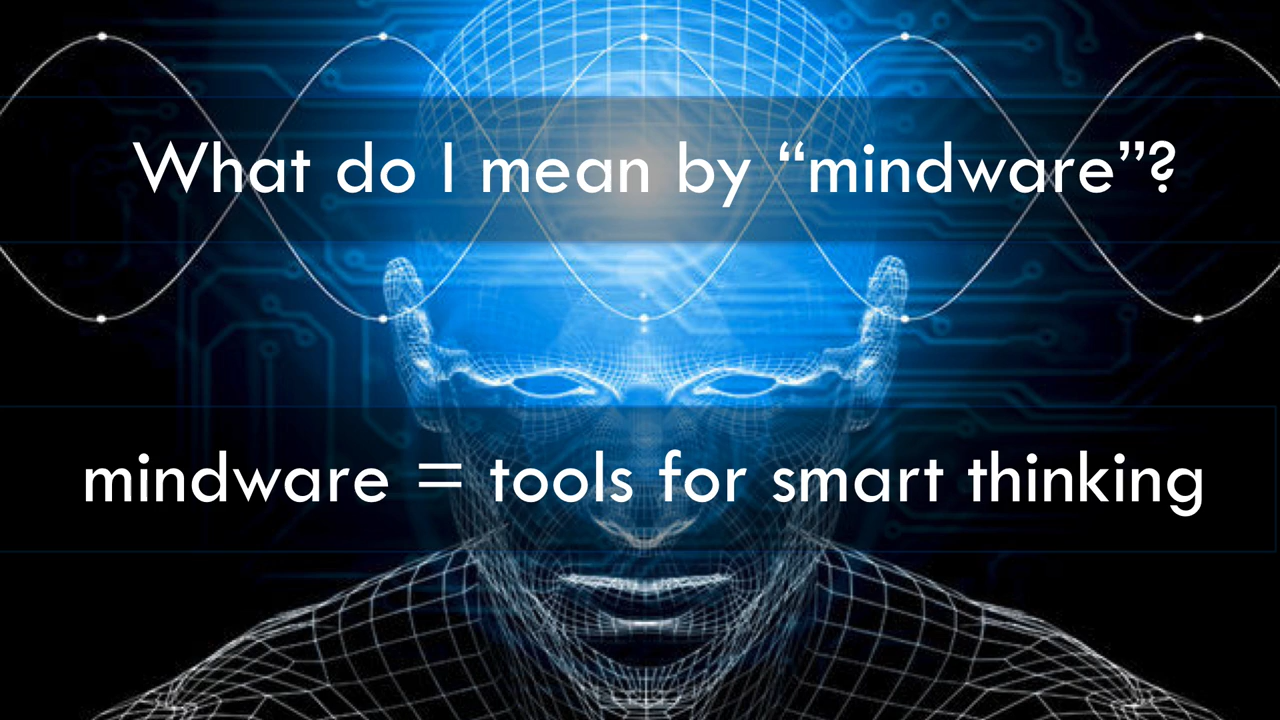 What do I mean by “mindware”?
mindware = tools for smart thinking